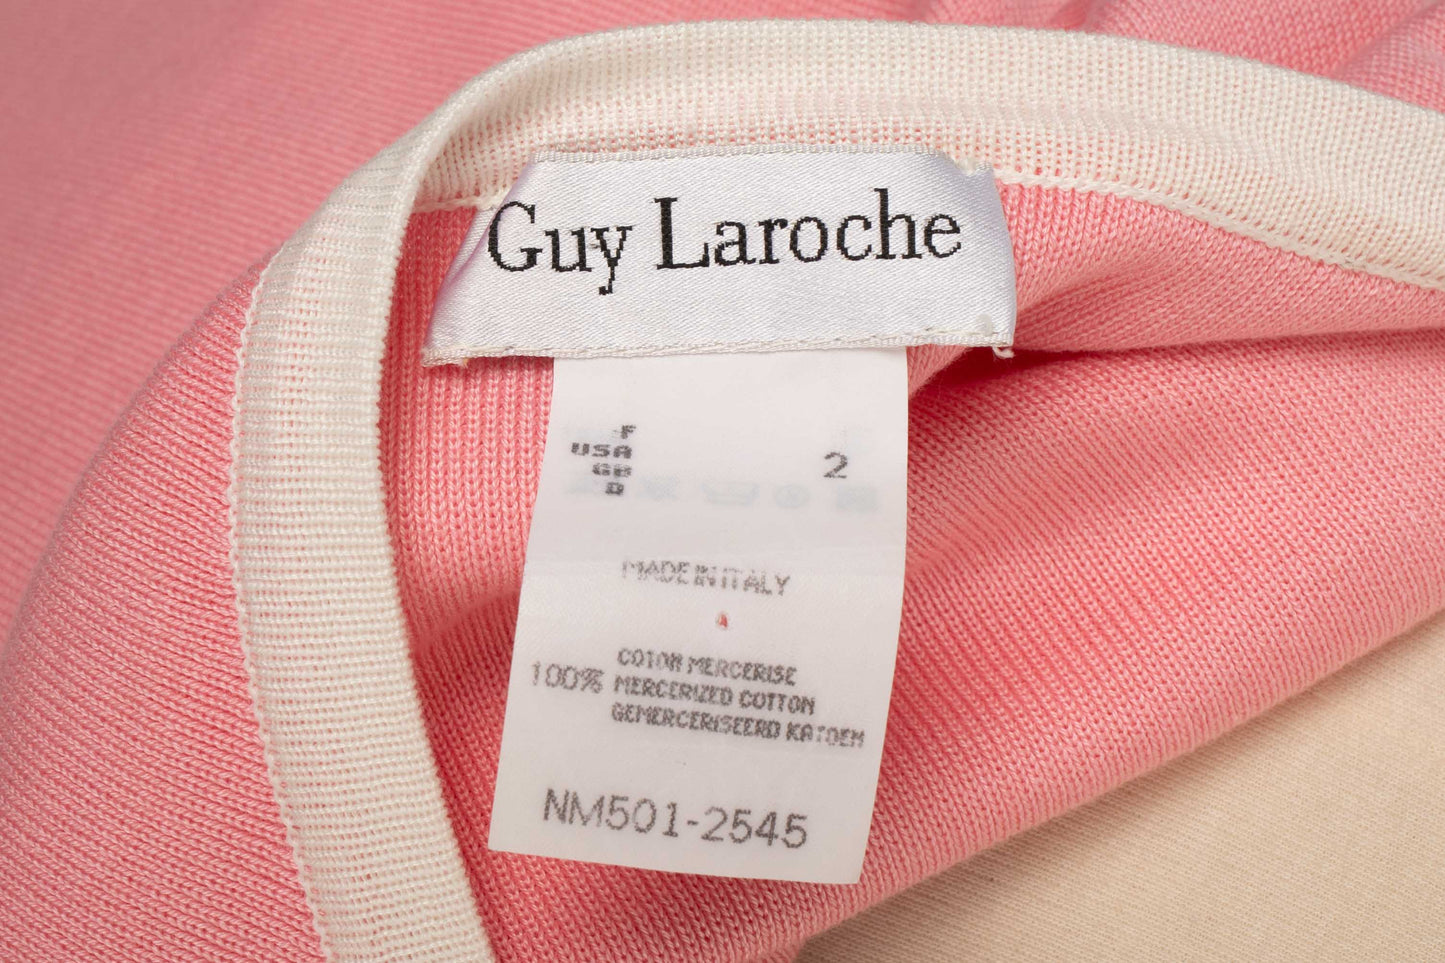 Guy Laroche
F
USA
GB
D
2
MADE IN ITALY
100%
COTON MERCERISE
MERCERIZED COTTON
GEMERCERISEERD KATOEN
NM501-2545